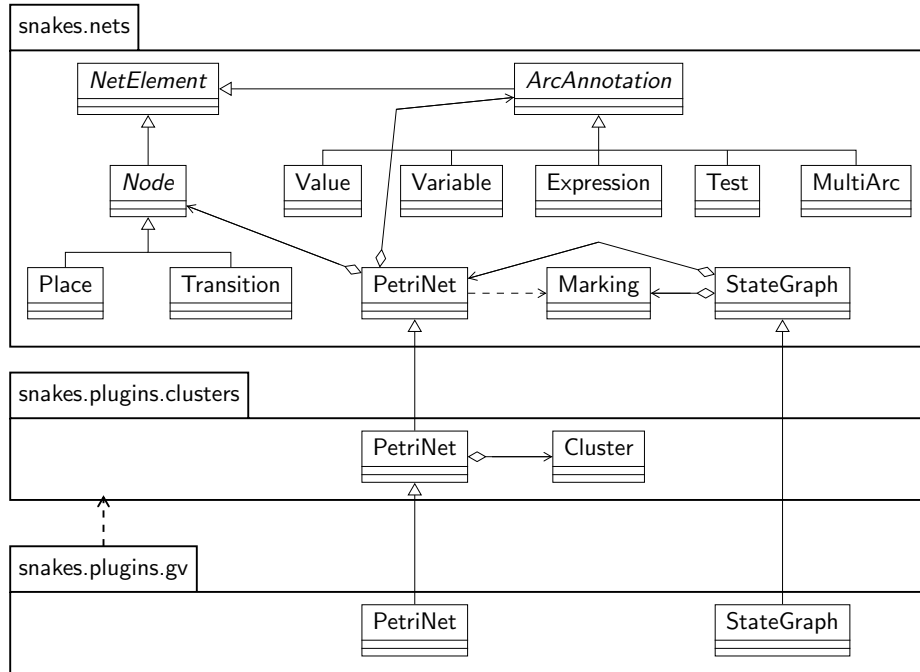 snakes.nets
NetElement
ArcAnnotation
Node
Value
Variable
Expression
Test
MultiArc
Place
Transition
PetriNet
Marking
StateGraph
snakes.plugins.clusters
PetriNet
Cluster
snakes.plugins.gv
PetriNet
StateGraph